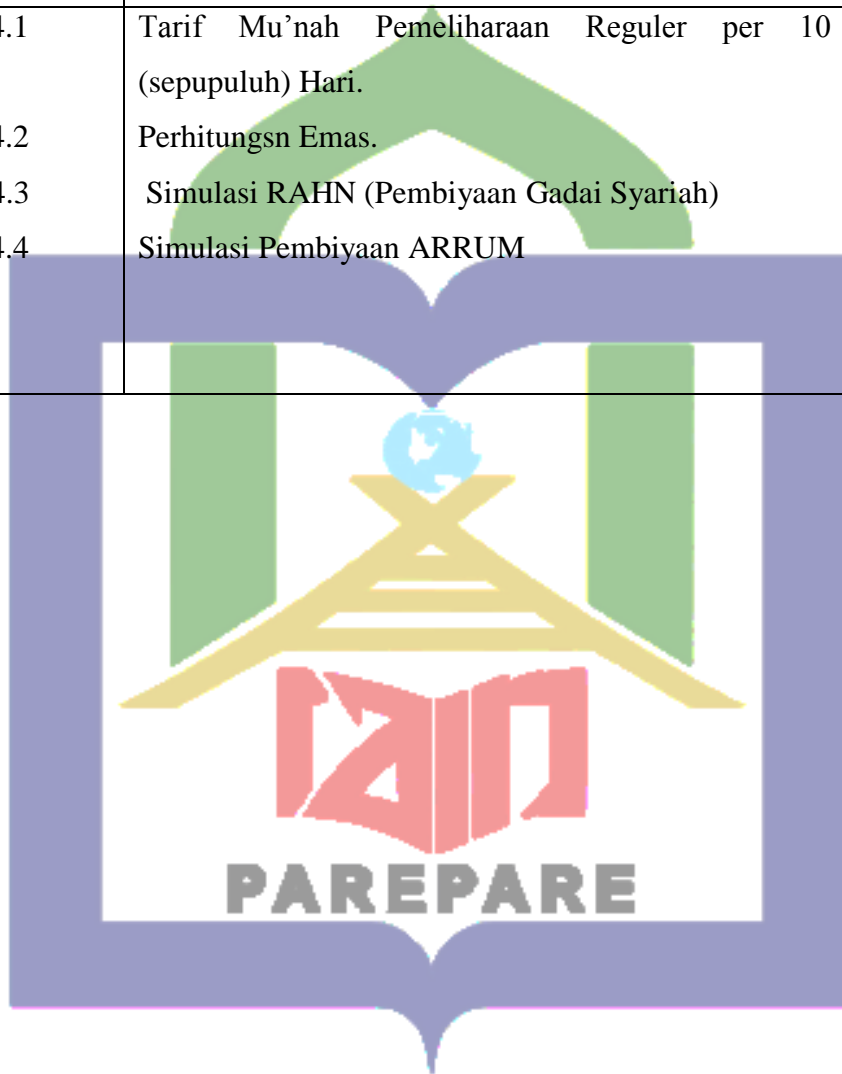 4.1 Tarif Mu’nah Pemeliharaan Reguler per 10
(sepupuluh) Hari.
4.2 Perhitungsn Emas.
4.3 Simulasi RAHN (Pembiyaan Gadai Syariah)
4.4 Simulasi Pembiyaan ARRUM
iain
PAREPARE